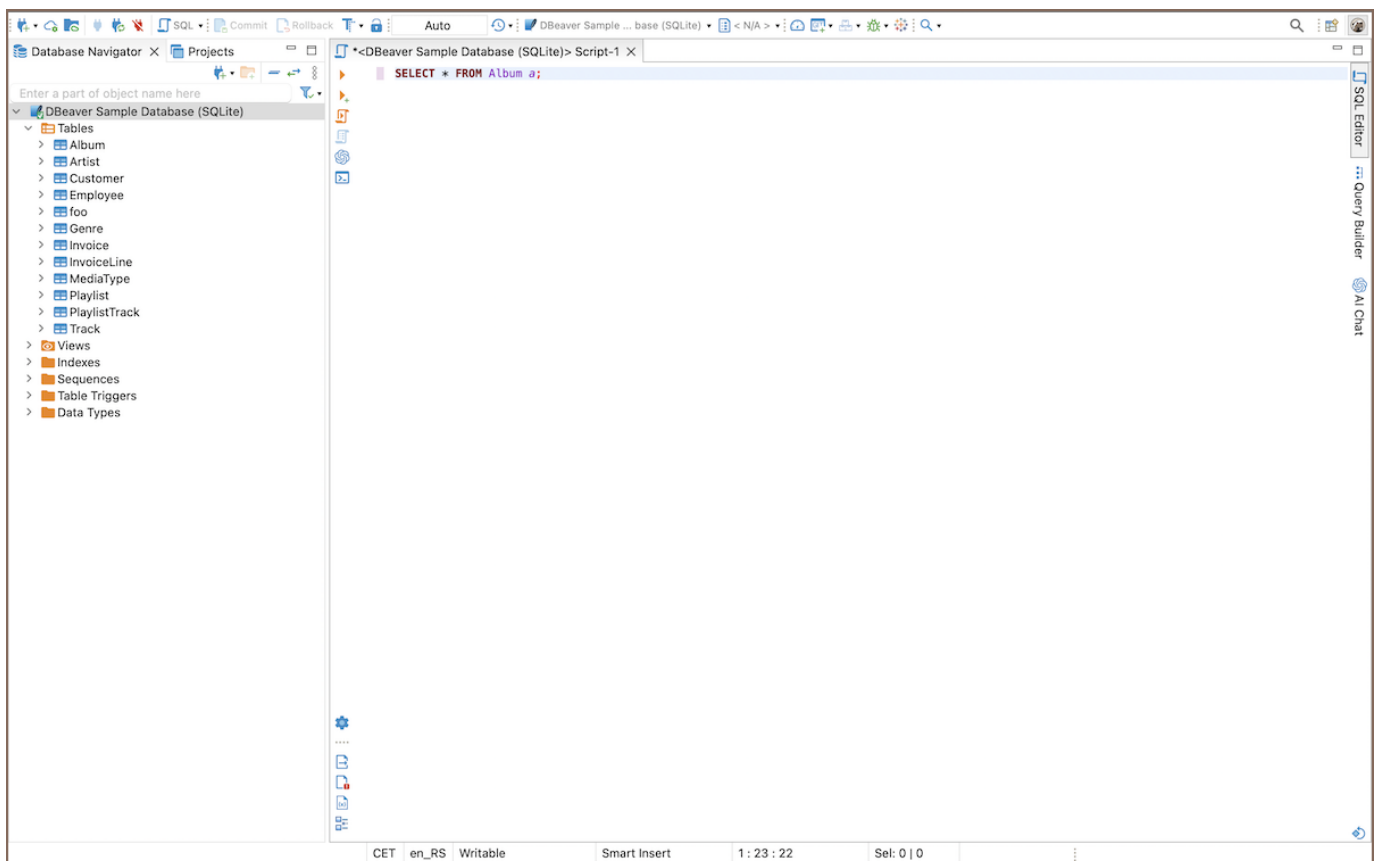 SQL Commit Rollback T Auto DBeaver Sample ... base (SQLite) < N/A >
Database Navigator Projects
*<DBeaver Sample Database (SQLite)> Script-1
Enter a part of object name here
DBeaver Sample Database (SQLite)
Tables
Album
Artist
Customer
Employee
foo
Genre
Invoice
InvoiceLine
MediaType
Playlist
PlaylistTrack
Track
Views
Indexes
Sequences
Table Triggers
Data Types
SELECT * FROM Album a;
SQL Editor
Query Builder
AI Chat
CET en_RS Writable Smart Insert 1 : 23 : 22 Sel: 0 | 0